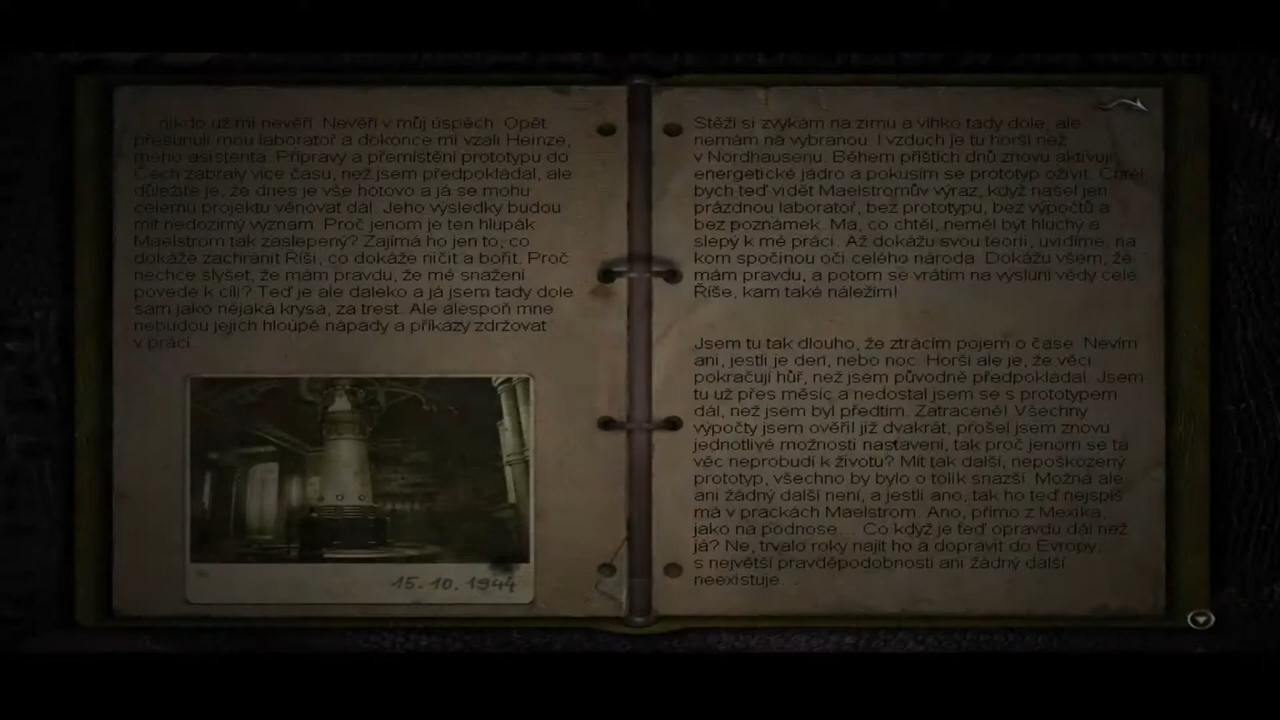 nikdo už mi nevěří. Nevěří v můj úspěch. Opět
přesunuli mou laboratoř a dokonce mi vzali Heinze,
mého asistenta. Přípravy a přemístění prototypu do
Čech zabraly více času, než jsem předpokládal, ale
důležité je, že dnes je vše hotovo a já se mohu
celému projektu věnovat dál. Jeho výsledky budou
mít nedozírný význam. Proč jenom je ten hlupák
Maelstrom tak zaslepený? Zajímá ho jen to, co
dokáže zachránit Říši, co dokáže ničit a bořit. Proč
nechce slyšet, že mám pravdu, že mé snažení
povede k cíli? Teď je ale daleko a já jsem tady dole
sám jako nějaká krysa, za trest. Ale alespoň mne
nebudou jejich hloupé nápady a příkazy zdržovat
v práci.
15.10.1944
Stěží si zvykám na zimu a vlhko tady dole, ale
nemám na vybranou. I vzduch je tu horší než
v Nordhausenu. Během příštích dnů znovu aktivuji
energetické jádro a pokusím se prototyp oživit. Chtěl
bych teď vidět Maelstromův výraz, když našel jen
prázdnou laboratoř, bez prototypu, bez výpočtů a
bez poznámek. Má, co chtěl, neměl být hluchý a
slepý k mé práci. Až dokážu svou teorii, uvidíme, na
kom spočinou oči celého národa. Dokážu všem, že
mám pravdu, a potom se vrátím na výsluní vědy celé
Říše, kam také náležím!
Jsem tu tak dlouho, že ztrácím pojem o čase. Nevím
ani, jestli je den, nebo noc. Horší ale je, že věci
pokračují hůř, než jsem původně předpokládal. Jsem
tu už přes měsíc a nedostal jsem se s prototypem
dál, než jsem byl předtím. Zatraceně! Všechny
výpočty jsem ověřil již dvakrát, prošel jsem znovu
jednotlivé možnosti nastavení, tak proč jenom se ta
věc neprobudí k životu? Mít tak další, nepoškozený
prototyp, všechno by bylo o tolik snazší. Možná ale
ani žádný další není, a jestli ano, tak ho teď nejspíš
má v prackách Maelstrom. Ano, přímo z Mexika,
jako na podnose... Co když je teď opravdu dál než
já? Ne, trvalo roky najít ho a dopravit do Evropy...
s největší pravděpodobností ani žádný další
neexistuje...